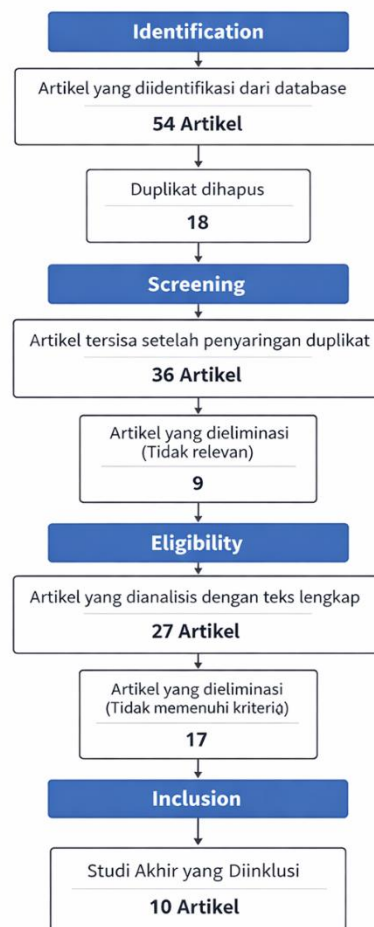 Identification
Artikel yang diidentifikasi dari database
54 Artikel
Duplikat dihapus
18
Screening
Artikel tersisa setelah penyaringan duplikat
36 Artikel
Artikel yang dieliminasi
(Tidak relevan)
9
Eligibility
Artikel yang dianalisis dengan teks lengkap
27 Artikel
Artikel yang dieliminasi
(Tidak memenuhi kriteria)
17
Inclusion
Studi Akhir yang Diinklusi
10 Artikel